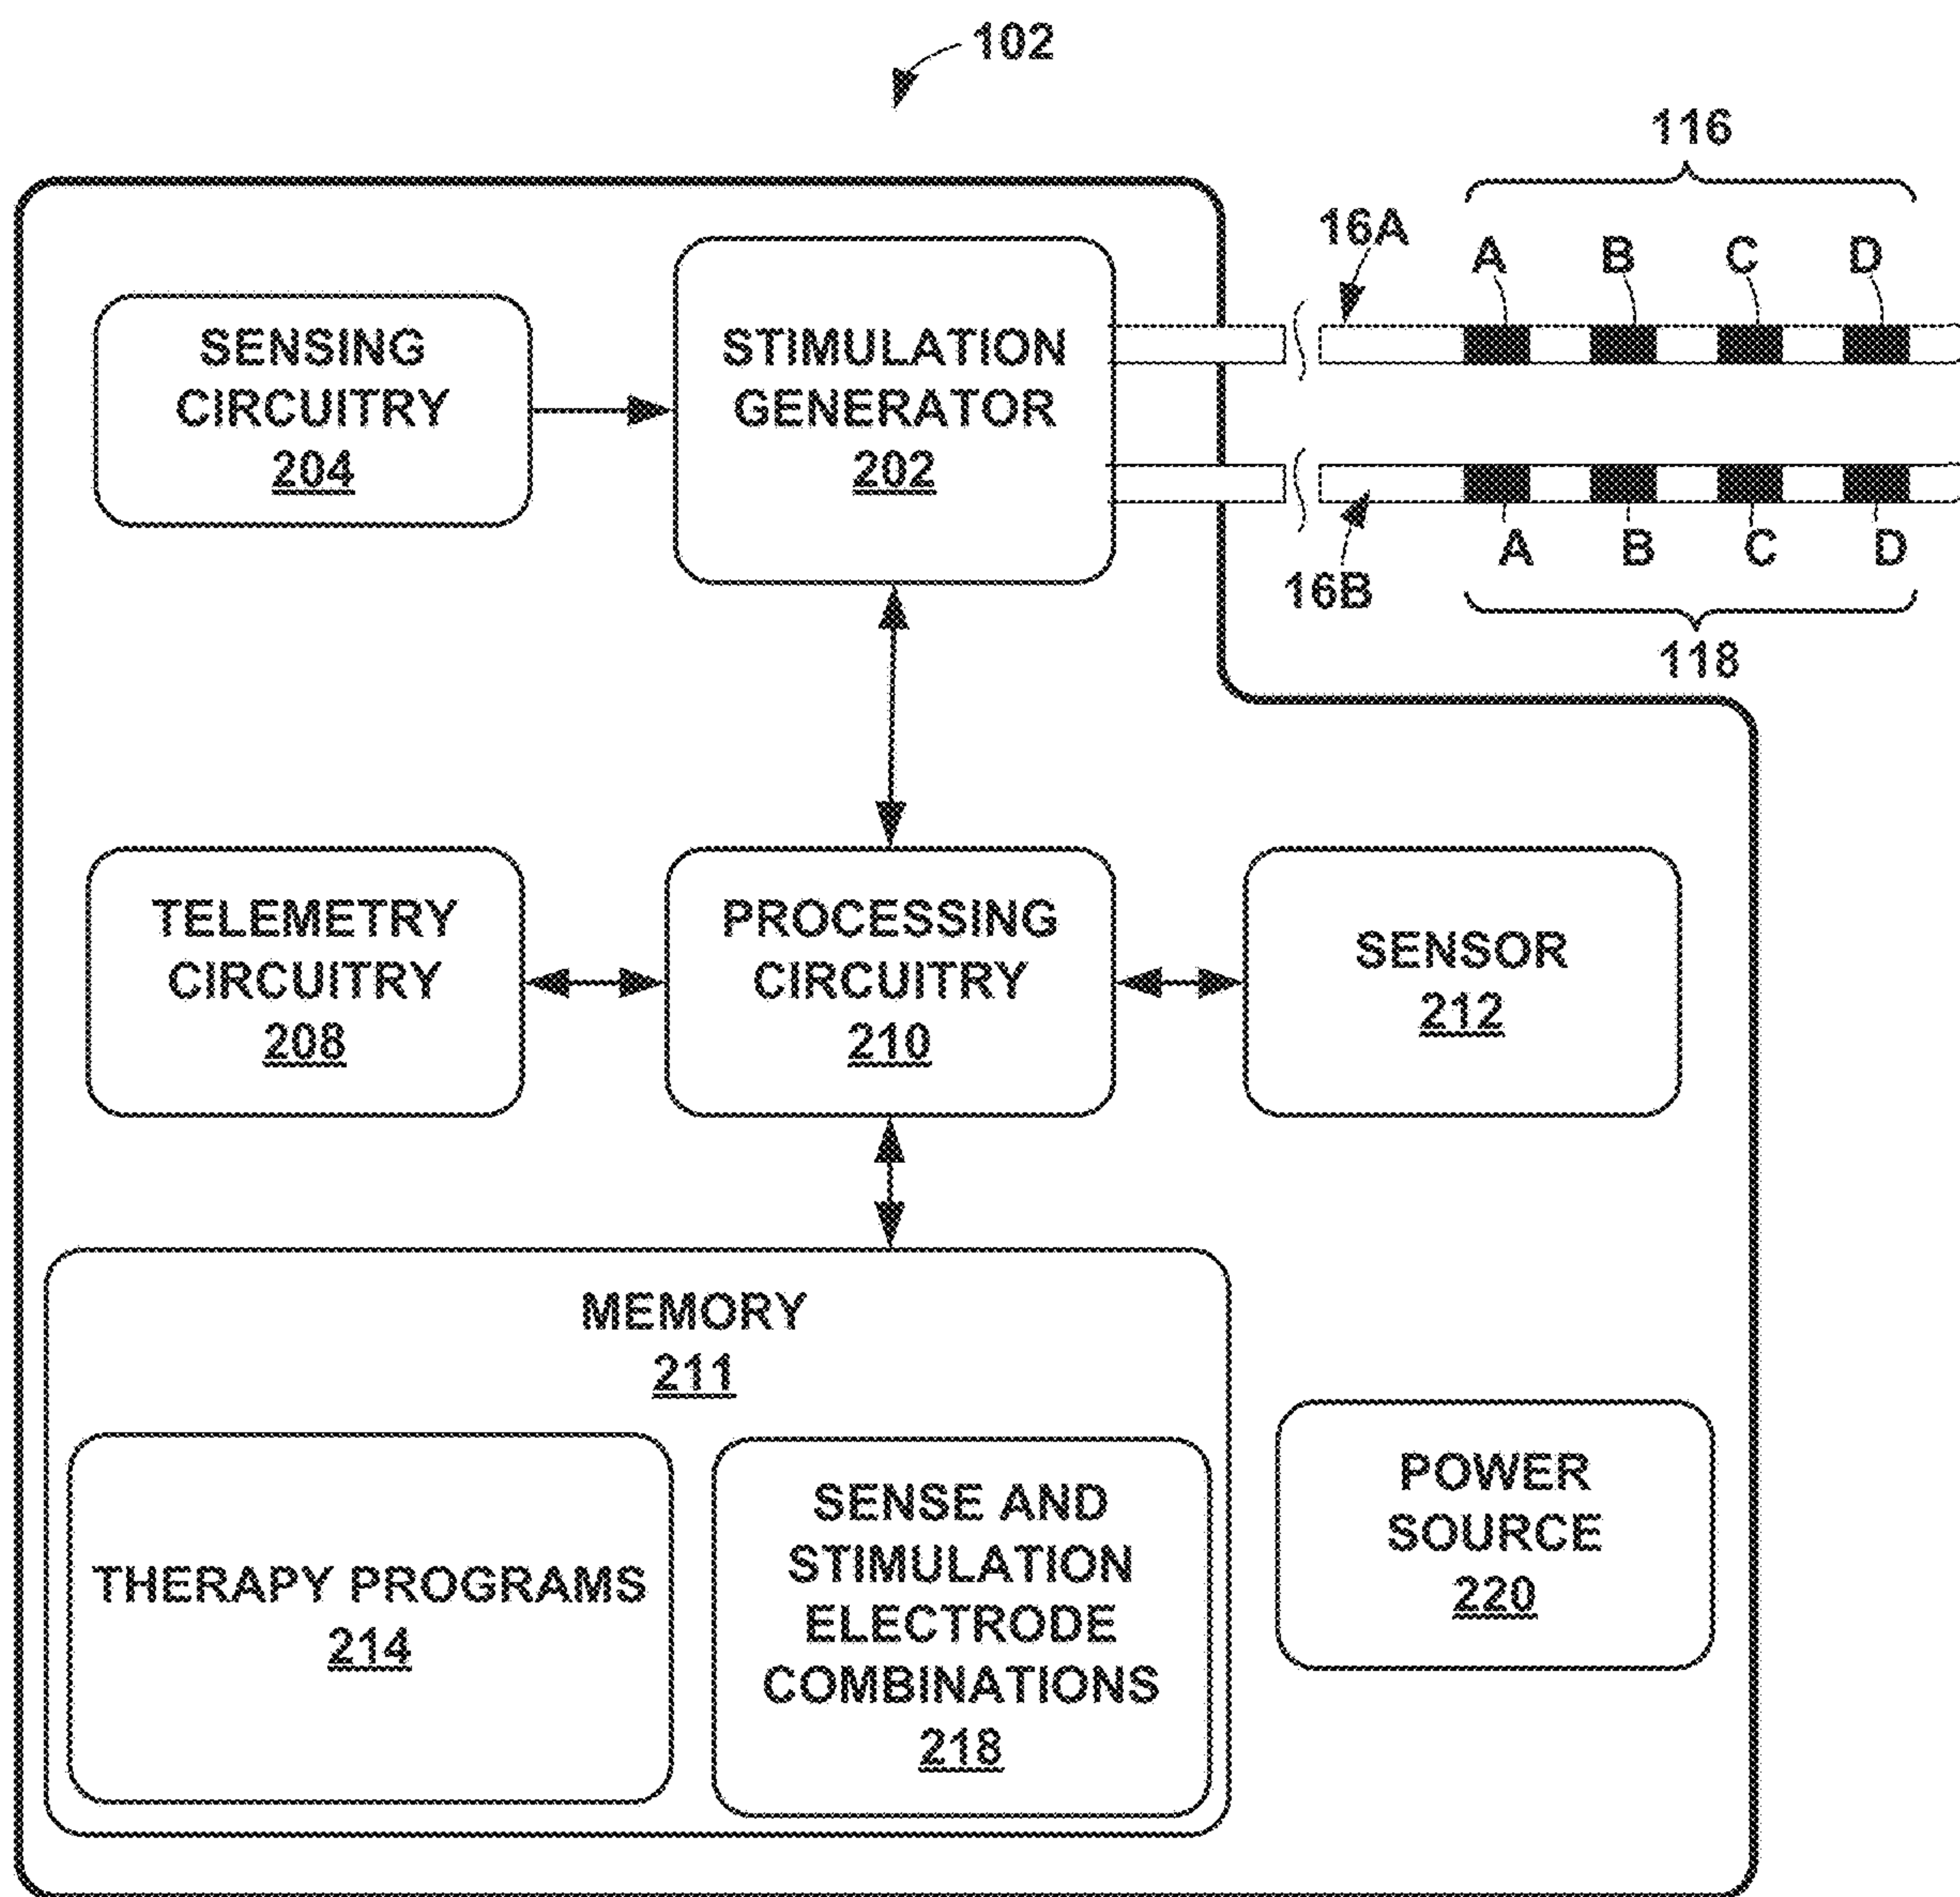 102
116
16A
A B C D
SENSING
CIRCUITRY
204
STIMULATION
GENERATOR
202
A B C D
16B
118
TELEMETRY
CIRCUITRY
208
PROCESSING
CIRCUITRY
210
SENSOR
212
MEMORY
211
THERAPY PROGRAMS
214
SENSE AND
STIMULATION
ELECTRODE
COMBINATIONS
218
POWER
SOURCE
220